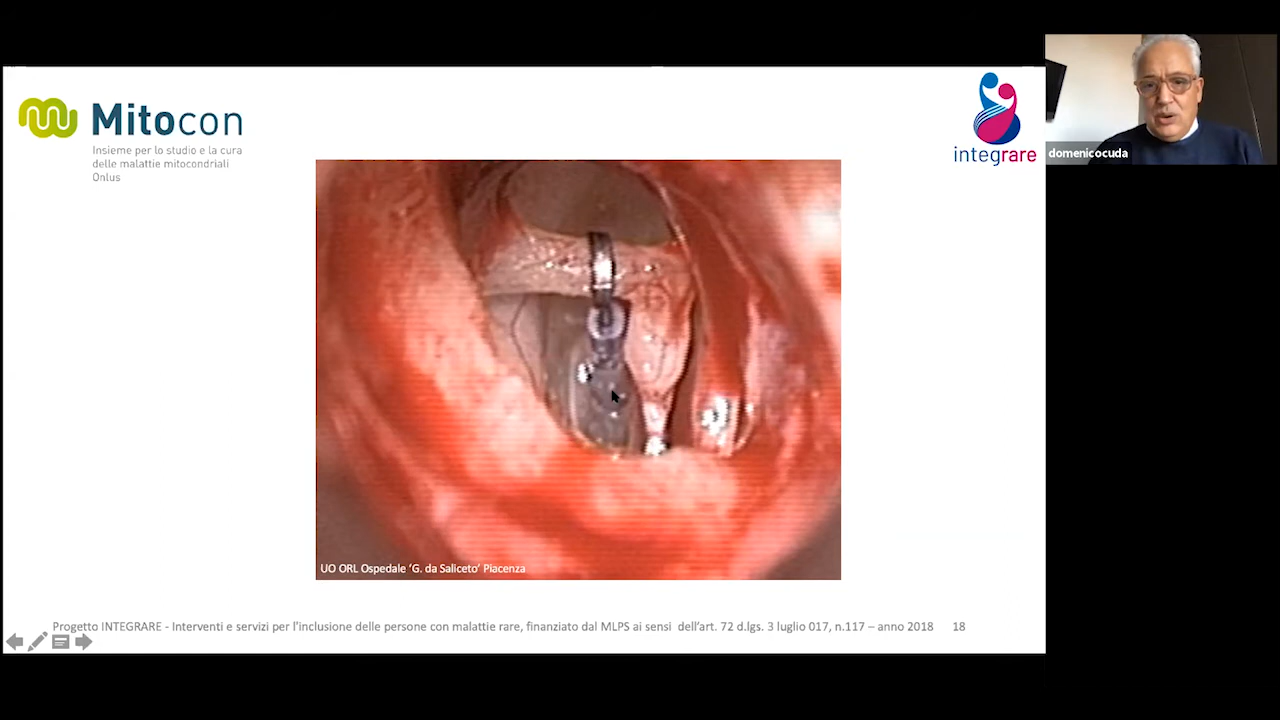 Mitocon
Insieme per lo studio e la cura
delle malattie mitocondriali
Onlus
integrare
domenicocuda
UO ORL Ospedale 'G. da Saliceto' Piacenza
Progetto INTEGRARE - Interventi e servizi per l'inclusione delle persone con malattie rare, finanziato dal MLPS ai sensi dell'art. 72 d.lgs. 3 luglio 017, n.117 – anno 2018 18